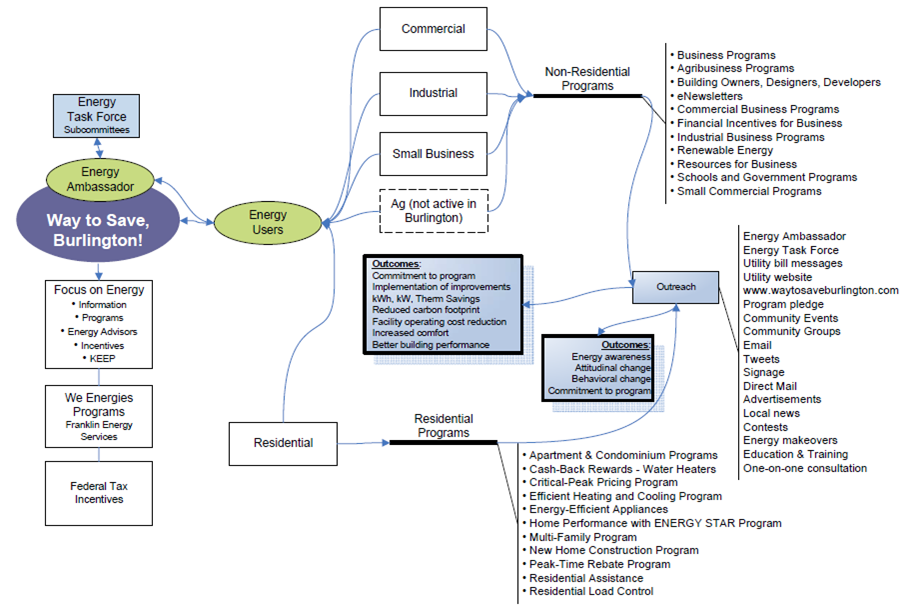 Energy
Task Force
Subcommittees
Energy
Ambassador
Way to Save,
Burlington!
Focus on Energy
• Information
• Programs
• Energy Advisors
• Incentives
• KEEP
We Energies
Programs
Franklin Energy
Services
Federal Tax
Incentives
Energy
Users
Commercial
Industrial
Small Business
Ag (not active in
Burlington)
Residential
Non-Residential
Programs
• Business Programs
• Agribusiness Programs
• Building Owners, Designers, Developers
• eNewsletters
• Commercial Business Programs
• Financial Incentives for Business
• Industrial Business Programs
• Renewable Energy
• Resources for Business
• Schools and Government Programs
• Small Commercial Programs
Outcomes:
Commitment to program
Implementation of improvements
kWh, kW, Therm Savings
Reduced carbon footprint
Facility operating cost reduction
Increased comfort
Better building performance
Outreach
Outcomes:
Energy awareness
Attitudinal change
Behavioral change
Commitment to program
Energy Ambassador
Energy Task Force
Utility bill messages
Utility website
www.waytosaveburlington.com
Program pledge
Community Events
Community Groups
Email
Tweets
Signage
Direct Mail
Advertisements
Local news
Contests
Energy makeovers
Education & Training
One-on-one consultation
Residential
Programs
• Apartment & Condominium Programs
• Cash-Back Rewards - Water Heaters
• Critical-Peak Pricing Program
• Efficient Heating and Cooling Program
• Energy-Efficient Appliances
• Home Performance with ENERGY STAR Program
• Multi-Family Program
• New Home Construction Program
• Peak-Time Rebate Program
• Residential Assistance
• Residential Load Control